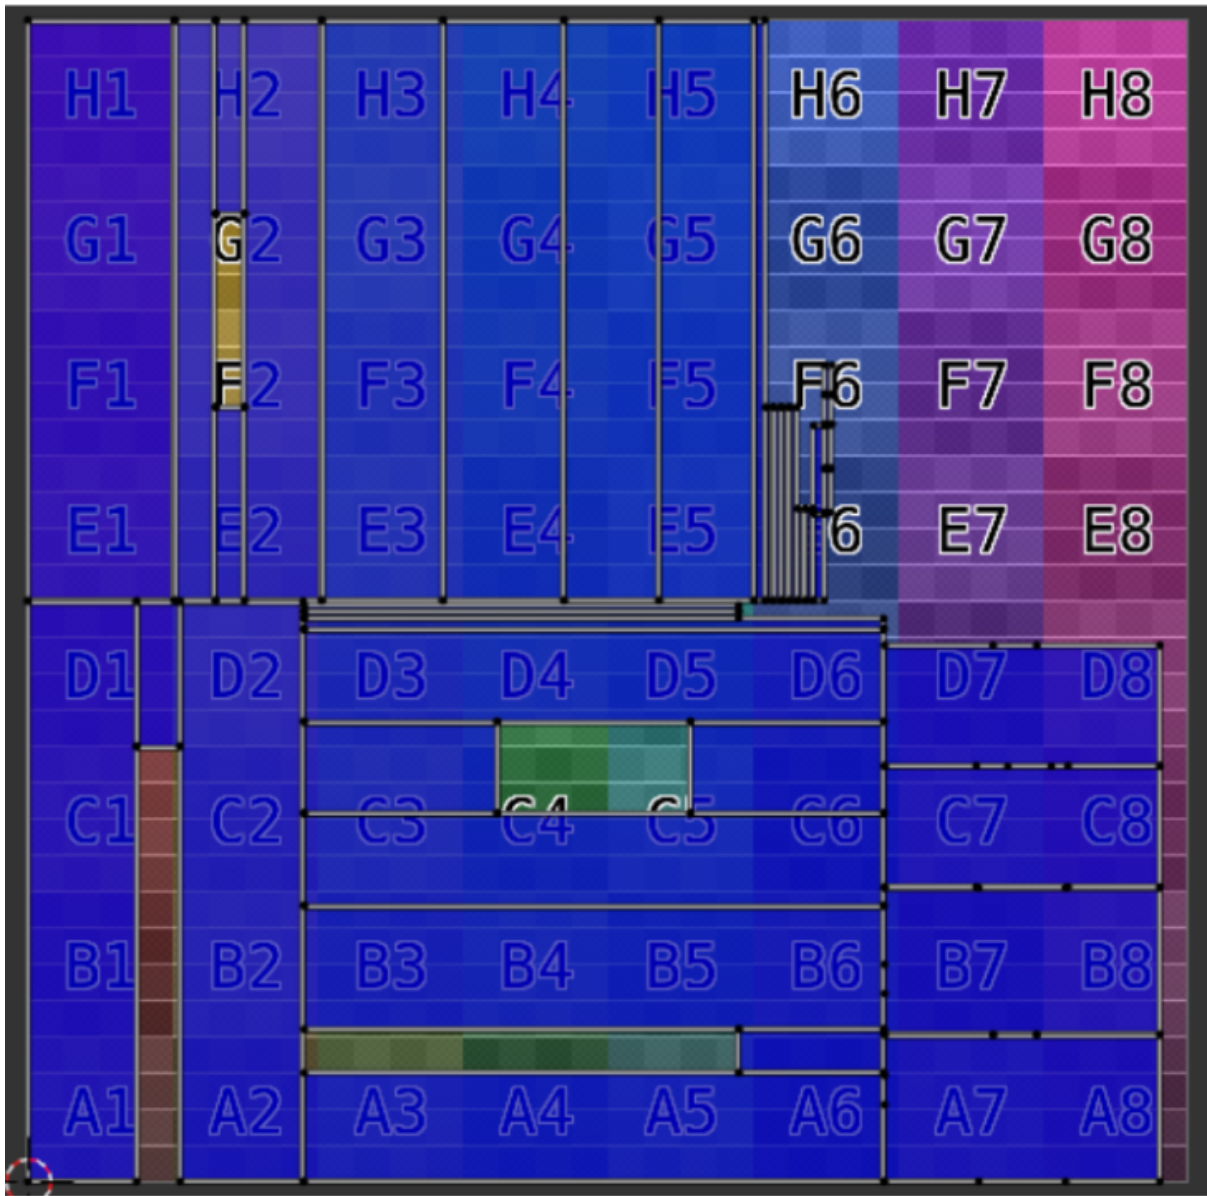 H1 H2 H3 H4 H5 H6 H7 H8
G1 G2 G3 G4 G5 G6 G7 G8
F1 F2 F3 F4 F5 F6 F7 F8
E1 E2 E3 E4 E5 6 E7 E8
D1 D2 D3 D4 D5 D6 D7 D8
C1 C2 C3 C4 C5 C6 C7 C8
B1 B2 B3 B4 B5 B6 B7 B8
A1 A2 A3 A4 A5 A6 A7 A8